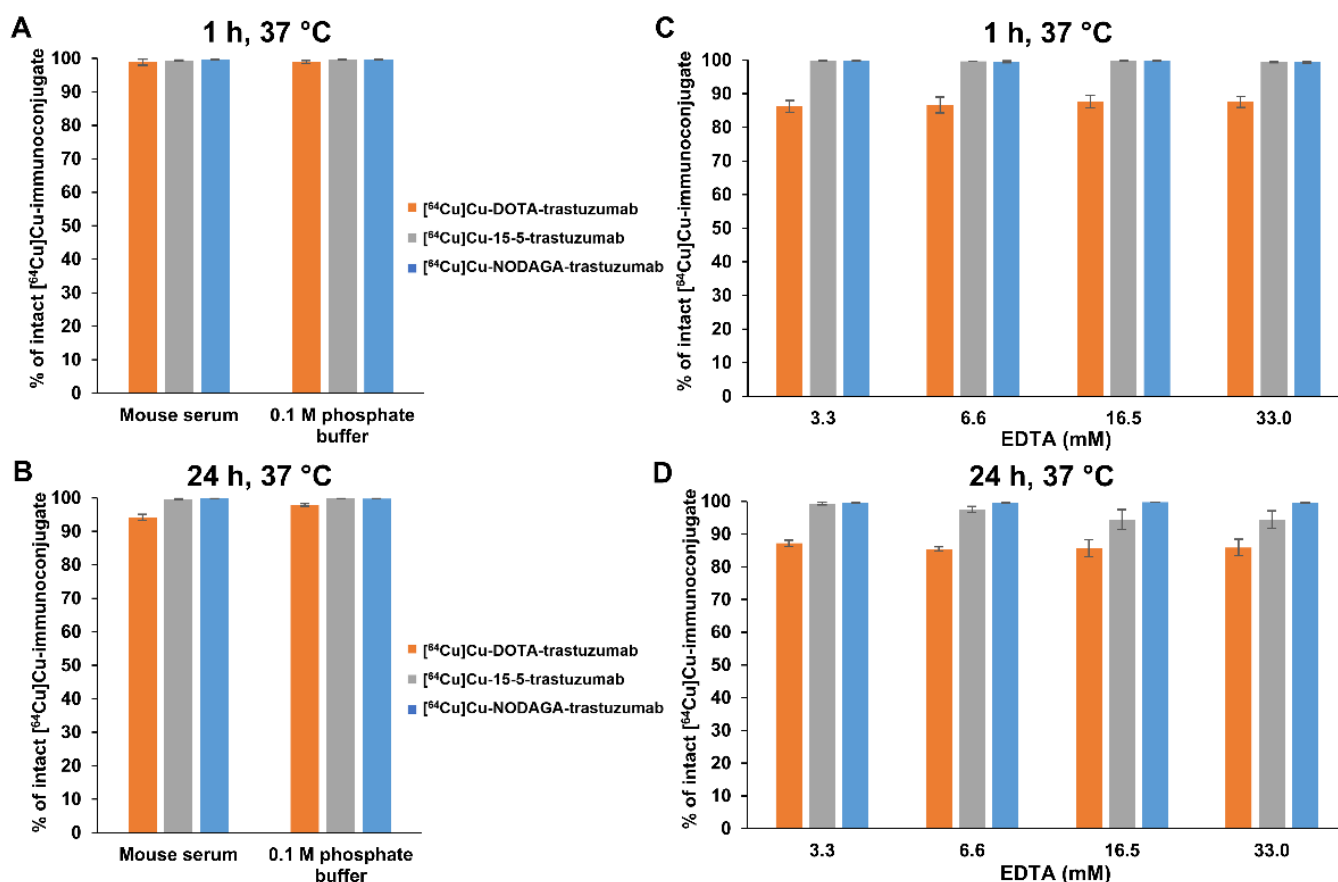 A
1 h, 37 °C
% of intact [⁶⁴Cu]Cu-immunoconjugate
100
90
80
70
60
50
40
30
20
10
0
Mouse serum
0.1 M phosphate
buffer
[⁶⁴Cu]Cu-DOTA-trastuzumab
[⁶⁴Cu]Cu-15-5-trastuzumab
[⁶⁴Cu]Cu-NODAGA-trastuzumab
B
24 h, 37 °C
% of intact [⁶⁴Cu]Cu-immunoconjugate
100
90
80
70
60
50
40
30
20
10
0
Mouse serum
0.1 M phosphate
buffer
[⁶⁴Cu]Cu-DOTA-trastuzumab
[⁶⁴Cu]Cu-15-5-trastuzumab
[⁶⁴Cu]Cu-NODAGA-trastuzumab
C
1 h, 37 °C
% of intact [⁶⁴Cu]Cu-immunoconjugate
100
90
80
70
60
50
40
30
20
10
0
3.3 6.6 16.5 33.0
EDTA (mM)
D
24 h, 37 °C
% of intact [⁶⁴Cu]Cu-immunoconjugate
100
90
80
70
60
50
40
30
20
10
0
3.3 6.6 16.5 33.0
EDTA (mM)